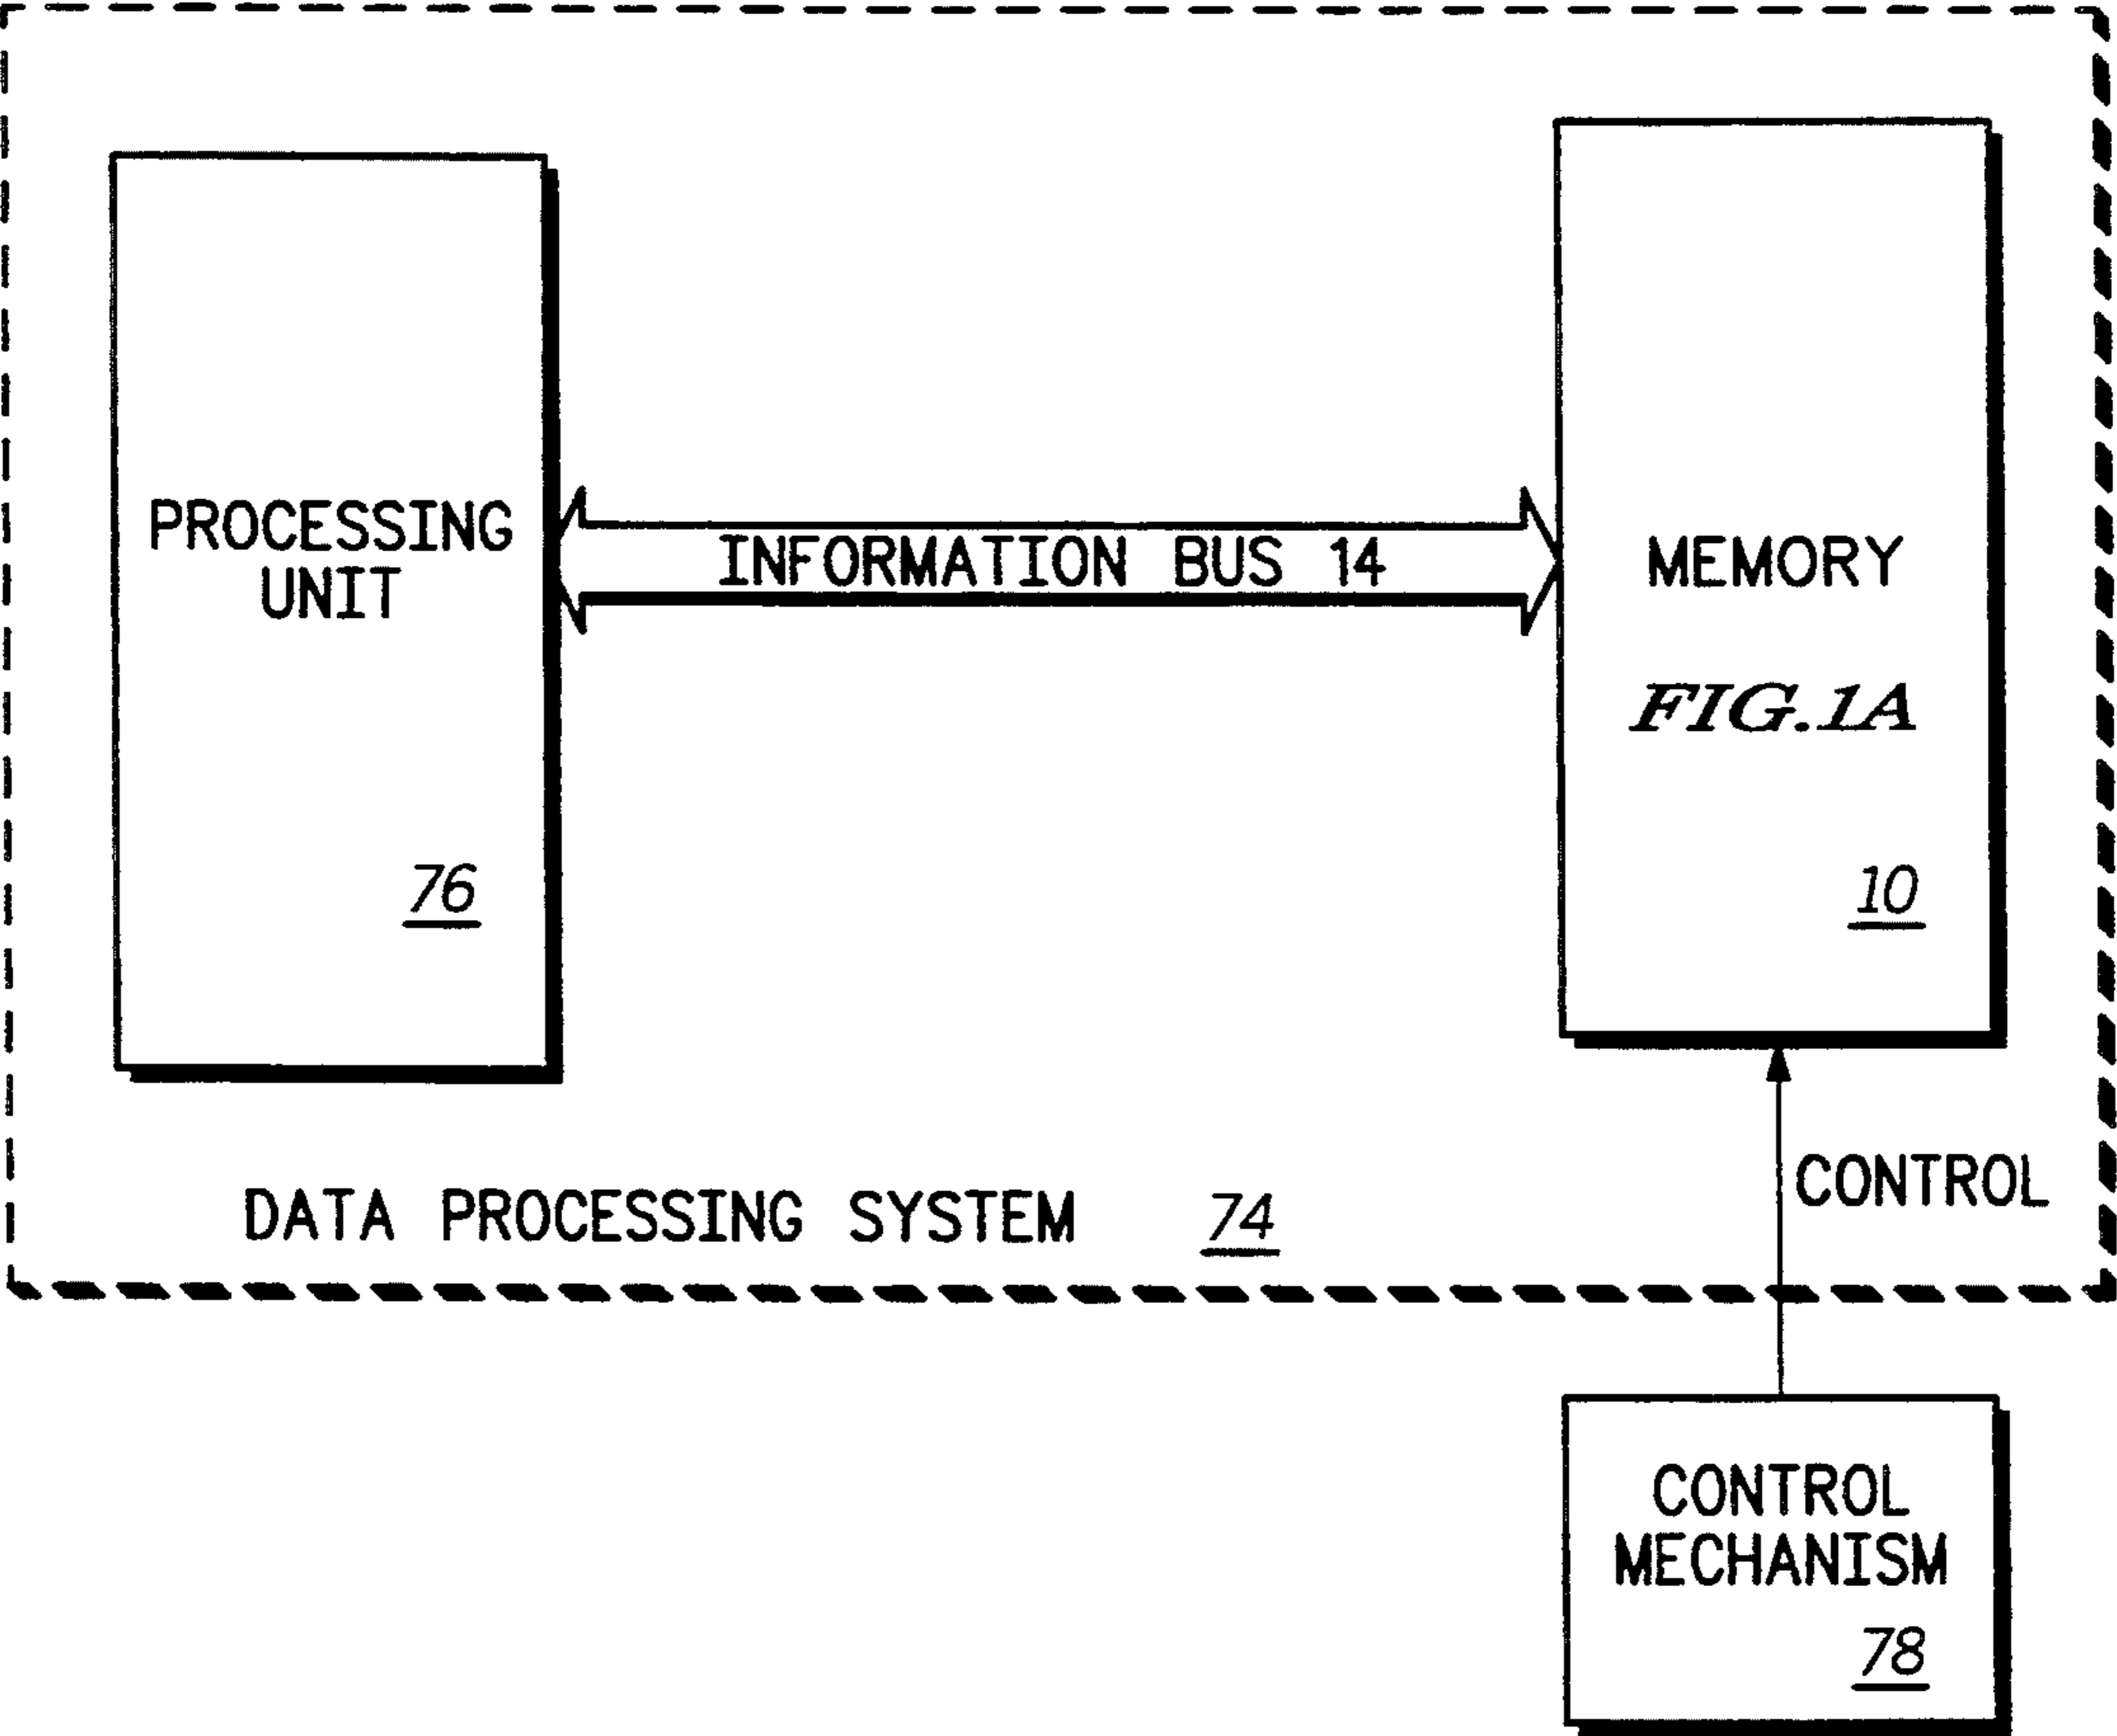 PROCESSING
UNIT
76
INFORMATION BUS 14
MEMORY
FIG.1A
10
DATA PROCESSING SYSTEM 74
CONTROL
CONTROL
MECHANISM
78